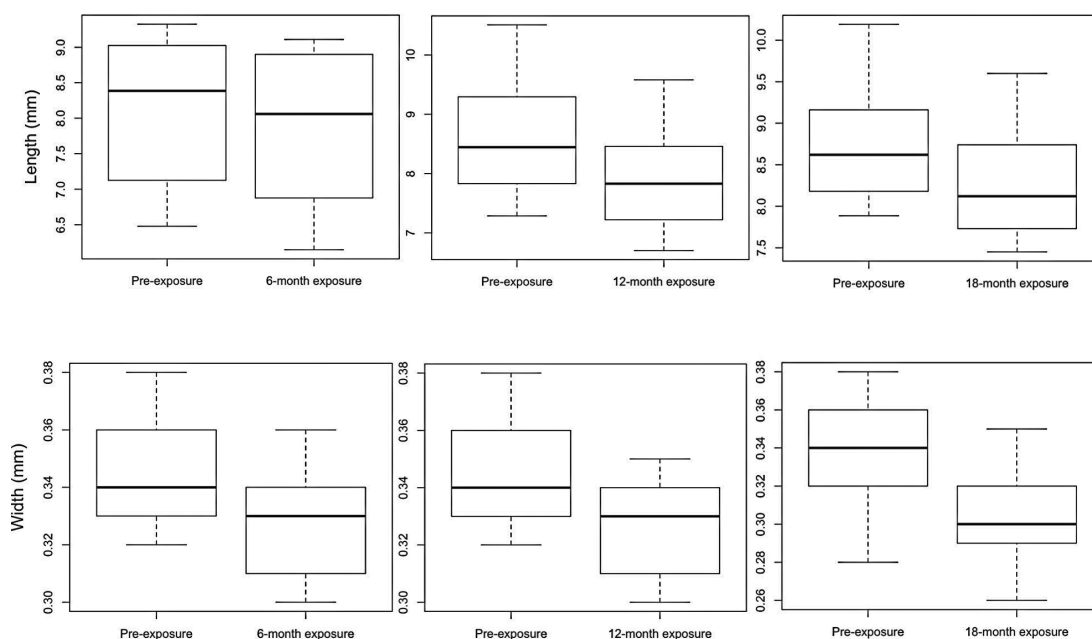 Length (mm)
6.5 7.0 7.5 8.0 8.5 9.0
7 8 9 10
7.5 8.0 8.5 9.0 9.5 10.0
Pre-exposure 6-month exposure
Pre-exposure 12-month exposure
Pre-exposure 18-month exposure
Width (mm)
0.30 0.32 0.34 0.36 0.38
0.30 0.32 0.34 0.36 0.38
0.26 0.28 0.30 0.32 0.34 0.36 0.38
Pre-exposure 6-month exposure
Pre-exposure 12-month exposure
Pre-exposure 18-month exposure